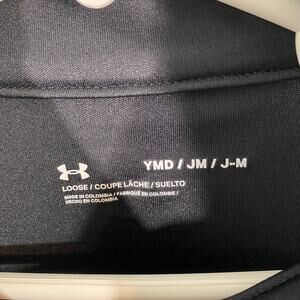 YMD / JM / J-M
LOOSE / COUPE LÂCHE / SUELTO
MADE IN COLOMBIA / FABRIQUÉ EN COLOMBIE /
HECHO EN COLOMBIA